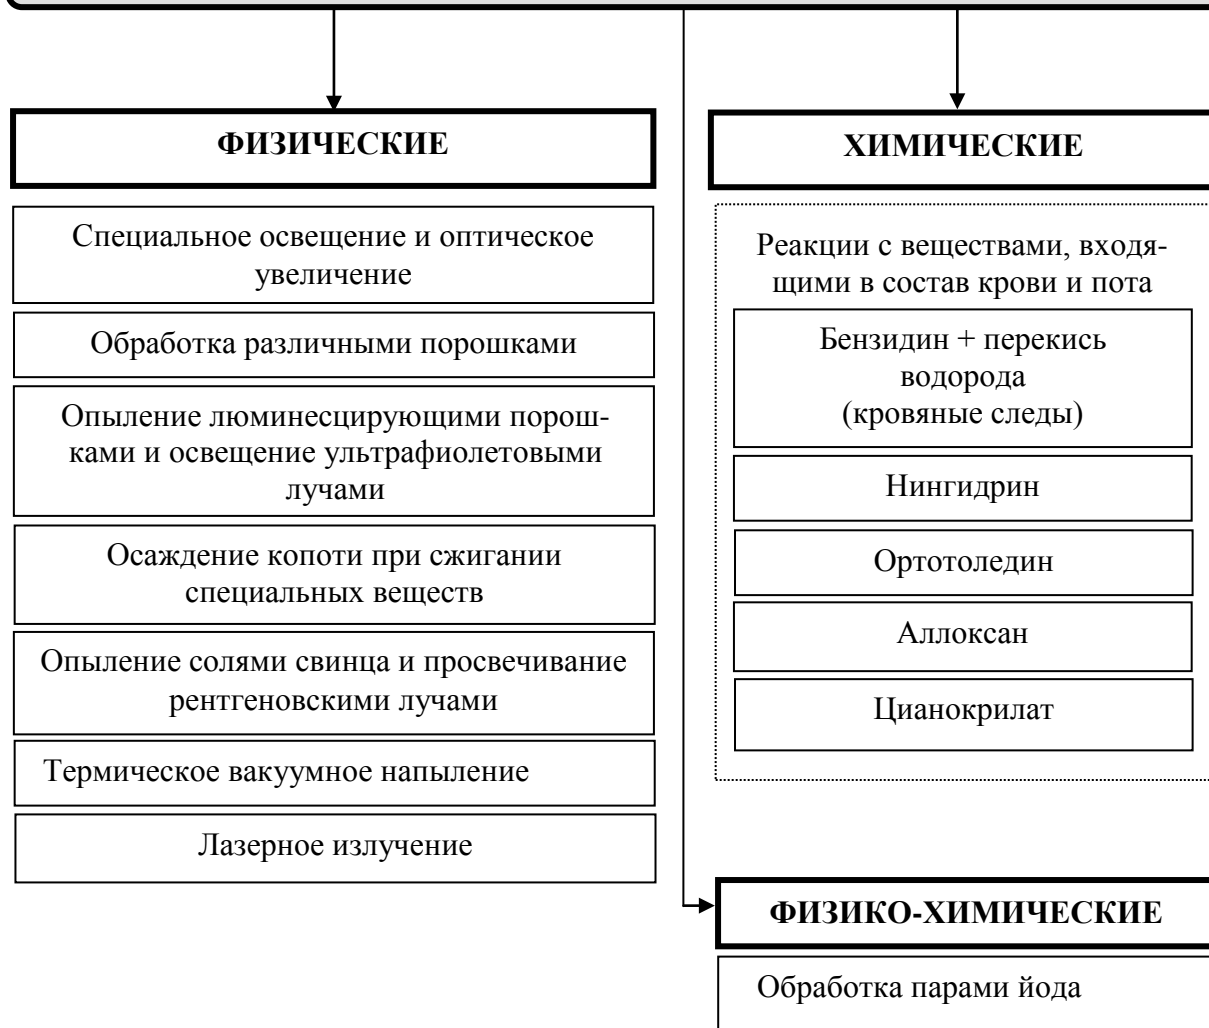 ФИЗИЧЕСКИЕ
Специальное освещение и оптическое
увеличение
Обработка различными порошками
Опыление люминесцирующими порош-
ками и освещение ультрафиолетовыми
лучами
Осаждение копоти при сжигании
специальных веществ
Опыление солями свинца и просвечивание
рентгеновскими лучами
Термическое вакуумное напыление
Лазерное излучение
ХИМИЧЕСКИЕ
Реакции с веществами, входя-
щими в состав крови и пота
Бензидин + перекись
водорода
(кровяные следы)
Нингидрин
Ортотоледин
Аллоксан
Цианокрилат
ФИЗИКО-ХИМИЧЕСКИЕ
Обработка парами йода